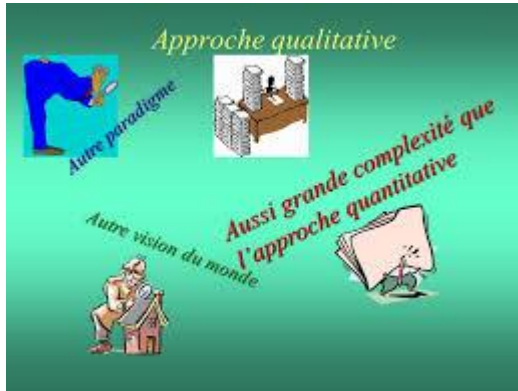 Approche qualitative
Autre paradigme
Aussi grande complexité que
l'approche quantitative
Autre vision du monde